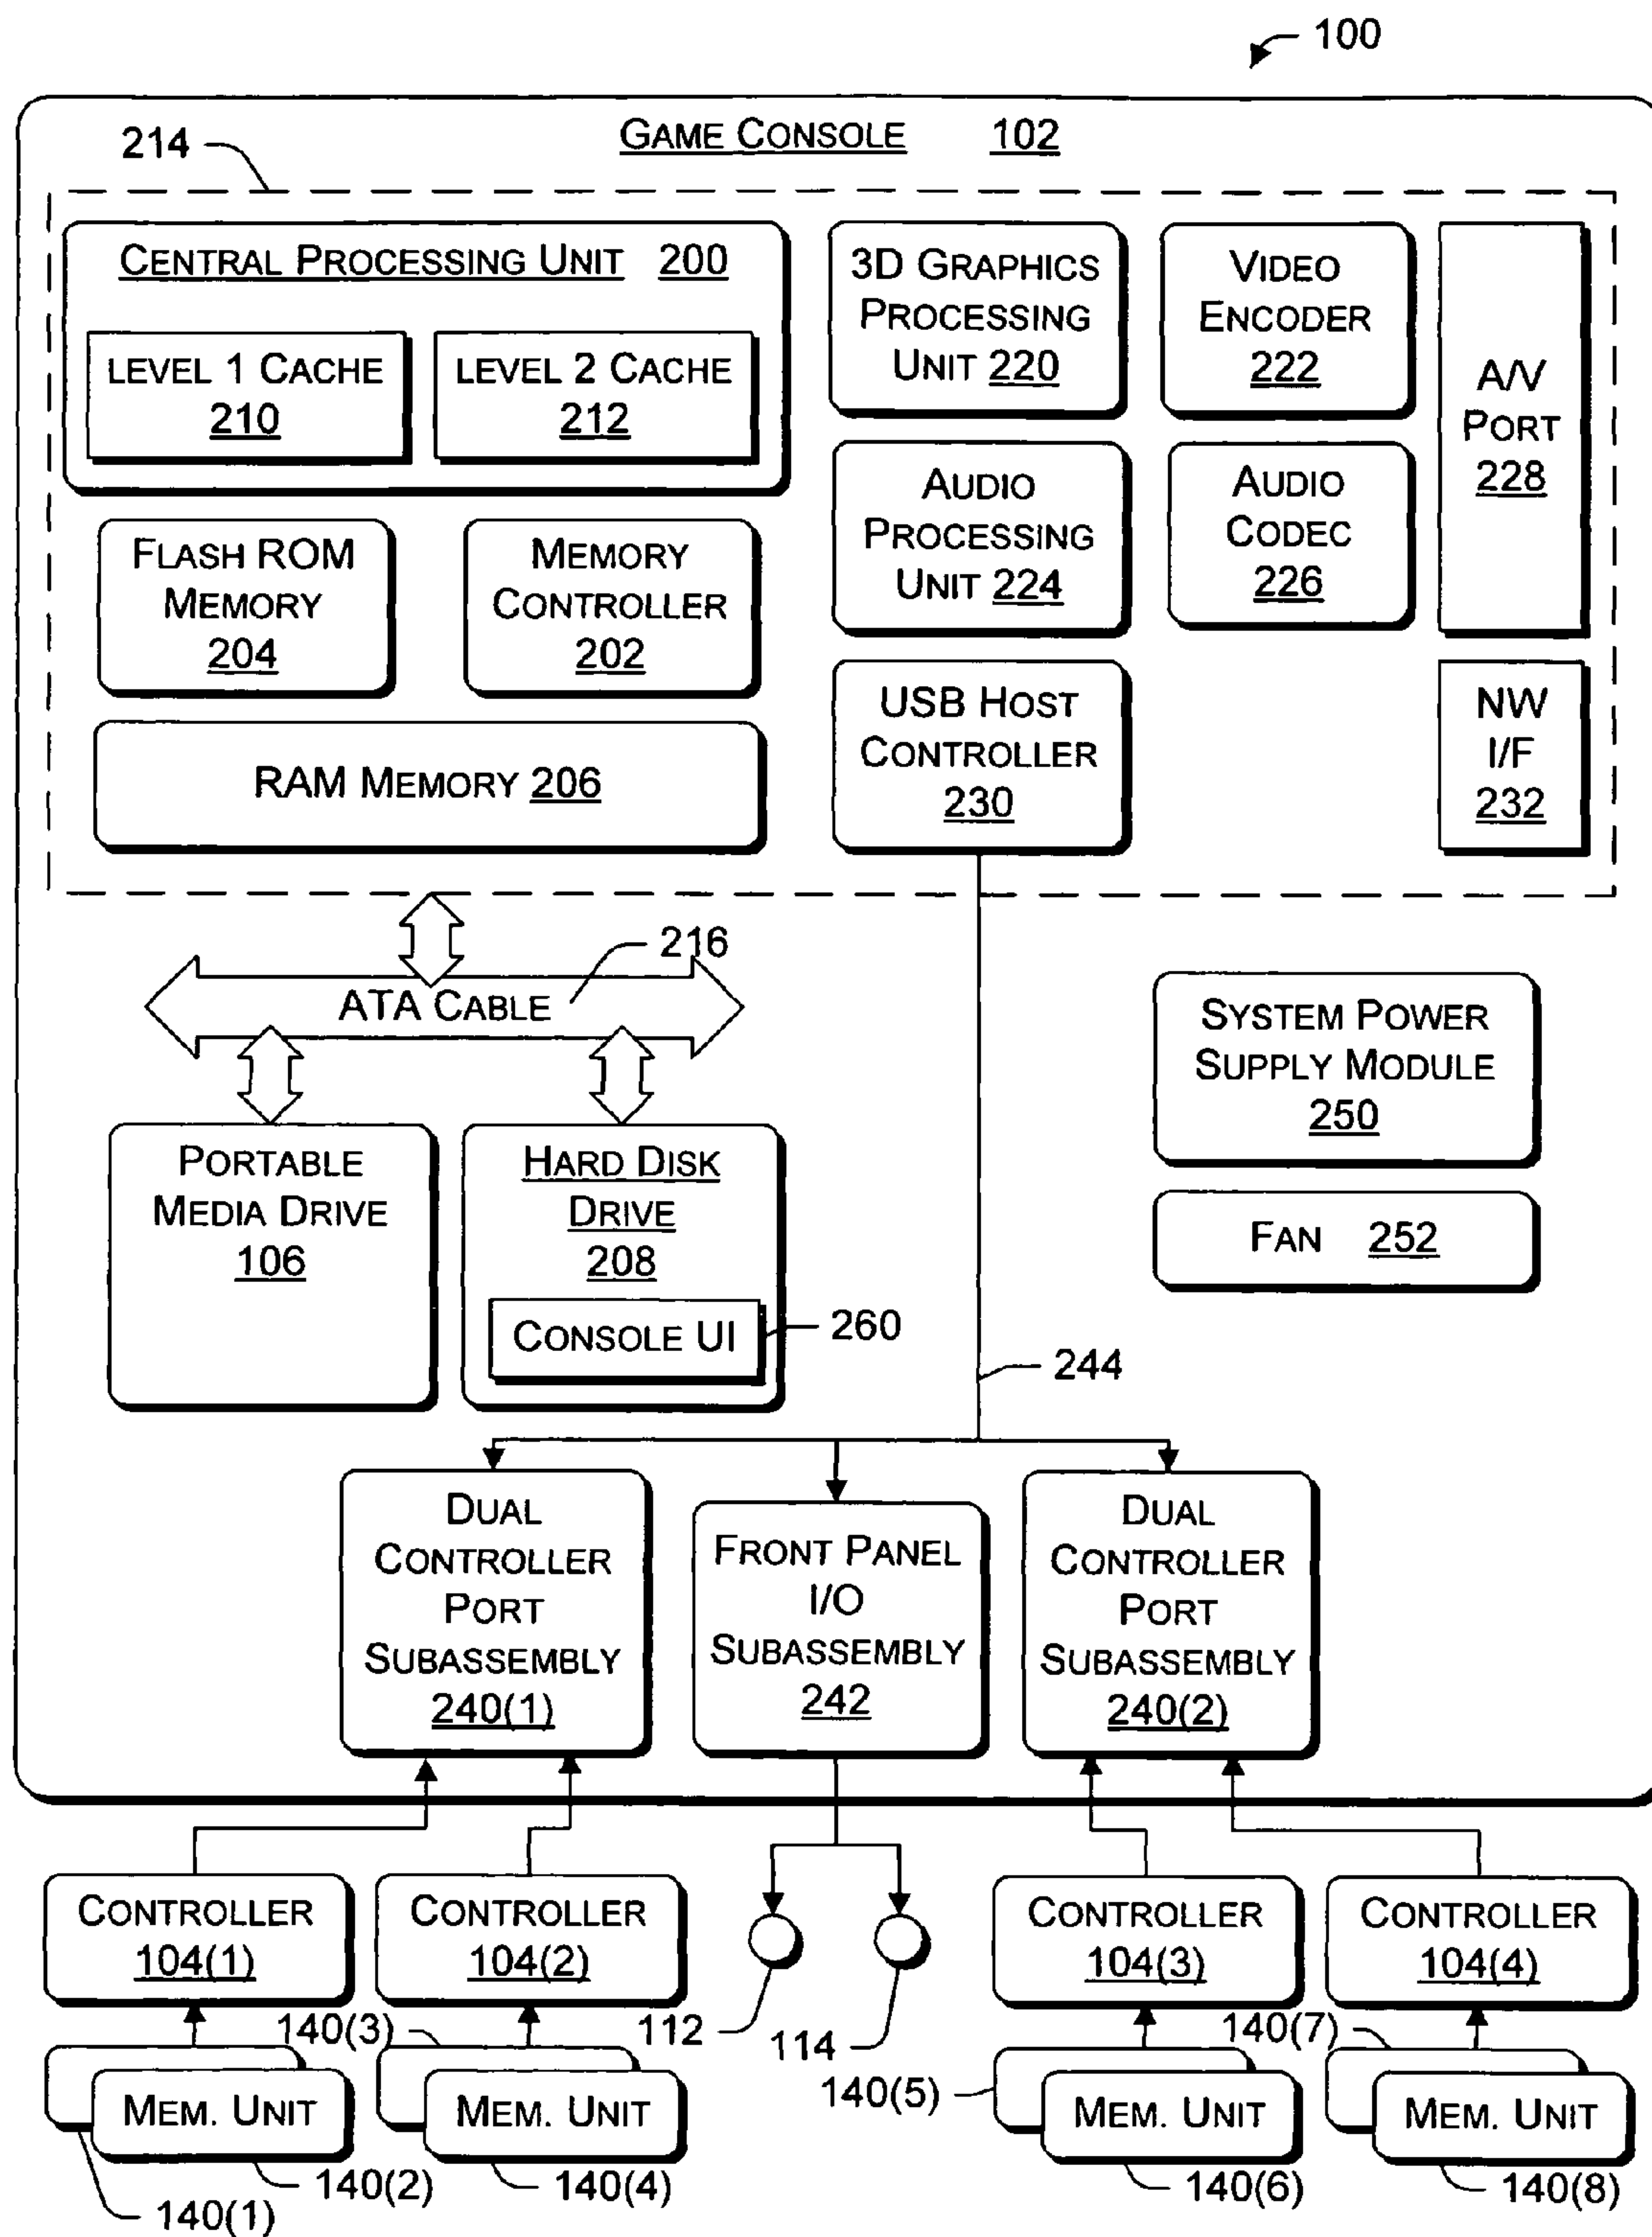 100
GAME CONSOLE 102
214
CENTRAL PROCESSING UNIT 200
LEVEL 1 CACHE
210
LEVEL 2 CACHE
212
3D GRAPHICS
PROCESSING
UNIT 220
VIDEO
ENCODER
222
A/V
PORT
228
FLASH ROM
MEMORY
204
MEMORY
CONTROLLER
202
AUDIO
PROCESSING
UNIT 224
AUDIO
CODEC
226
RAM MEMORY 206
USB HOST
CONTROLLER
230
NW
I/F
232
216
ATA CABLE
SYSTEM POWER
SUPPLY MODULE
250
PORTABLE
MEDIA DRIVE
106
HARD DISK
DRIVE
208
CONSOLE UI
260
FAN 252
244
DUAL
CONTROLLER
PORT
SUBASSEMBLY
240(1)
FRONT PANEL
I/O
SUBASSEMBLY
242
DUAL
CONTROLLER
PORT
SUBASSEMBLY
240(2)
CONTROLLER
104(1)
CONTROLLER
104(2)
CONTROLLER
104(3)
CONTROLLER
104(4)
140(3)
112
114
140(7)
140(5)
MEM. UNIT
MEM. UNIT
MEM. UNIT
MEM. UNIT
140(1)
140(2)
140(4)
140(6)
140(8)